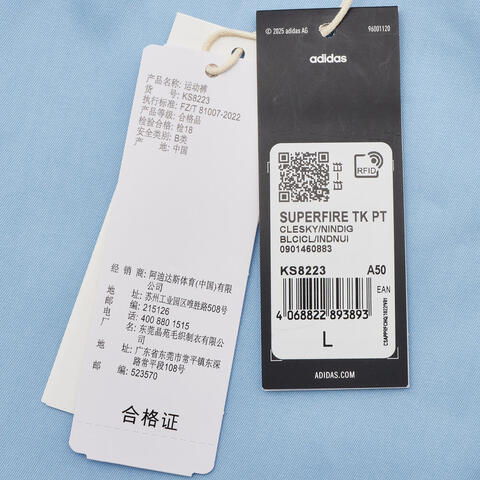 产品名称: 运动裤
货 号: KS8223
执行标准: FZ/T 81007-2022
产品等级: 合格品
检验合格: 检18
安全类别: B类
产 地: 中国
经 销 商: 阿迪达斯体育(中国)有限
公司
地 址: 苏州工业园区唯胜路508号
邮 编: 215126
电 话: 400 880 1515
厂 名: 东莞晶苑毛织制衣有限公
司
地 址: 广东省东莞市常平镇东深
路常平段108号
邮 编: 523570
合格证
© 2025 adidas AG
96001120
adidas
RFID
SUPERFIRE TK PT
CLESKY/NINDIG
BLCICL/INDNUI
0901460883
KS8223 A50
EAN
4 068822 893893
L
ADIDAS.COM